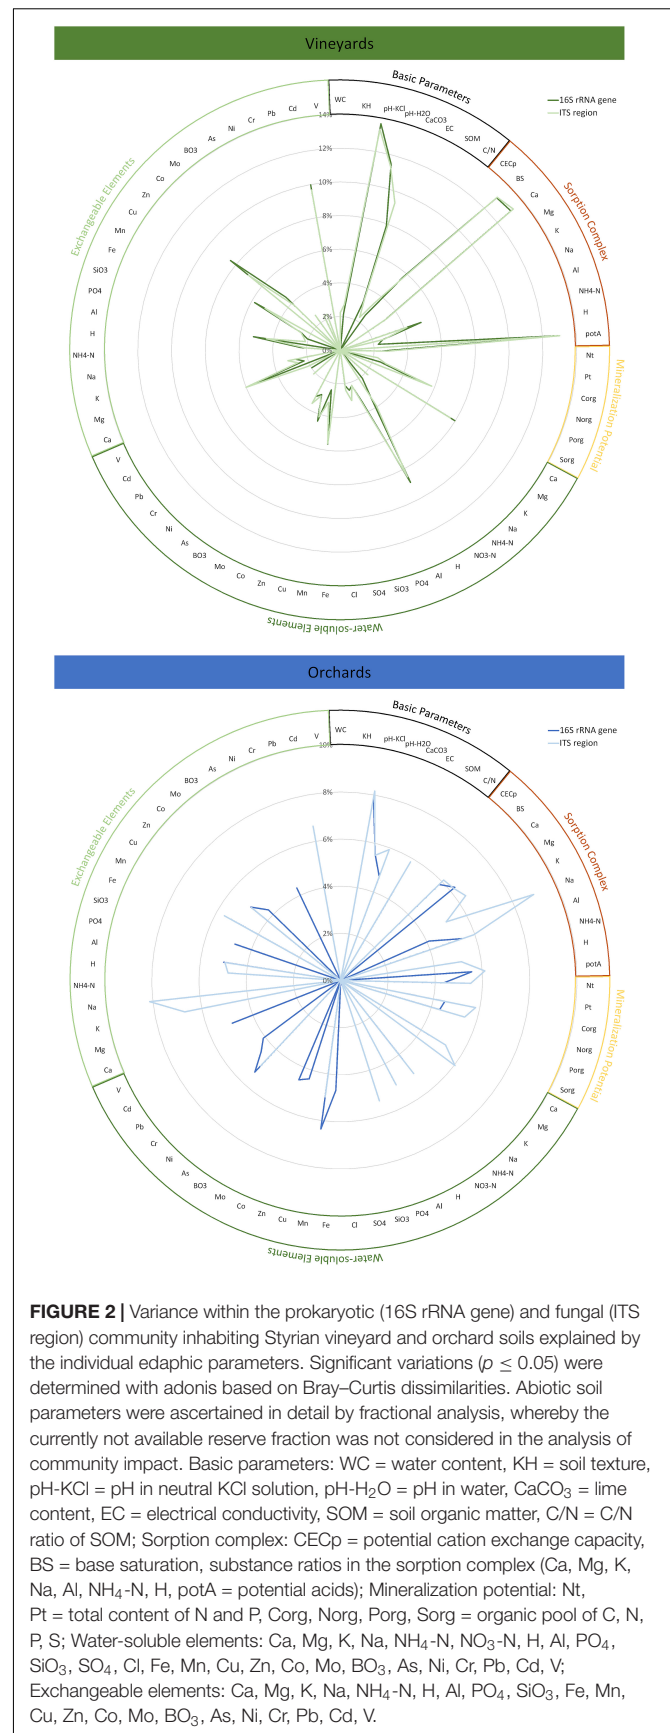 Vineyards
Basic Parameters
16S rRNA gene
ITS region
WC
KH
pH-KCl
pH-H2O
CaCO3
EC
SOM
C/N
Sorption Complex
CECp
BS
Ca
Mg
K
Na
Al
NH4-N
H
potA
Mineralization Potential
Nt
Pt
Corg
Norg
Porg
Sorg
Ca
Mg
K
Na
NH4-N
NO3-N
H
Al
PO4
SiO3
SO4
Cl
Fe
Mn
Cu
Zn
Co
Mo
BO3
As
Ni
Cr
Pb
Cd
V
Water-soluble Elements
Exchangeable Elements
Ca
Mg
K
Na
NH4-N
H
Al
PO4
SiO3
Fe
Mn
Cu
Zn
Co
Mo
BO3
As
Ni
Cr
Pb
Cd
V
14%
12%
10%
8%
6%
4%
2%
0%
Orchards
Basic Parameters
16S rRNA gene
ITS region
WC
KH
pH-KCl
pH-H2O
CaCO3
EC
SOM
C/N
Sorption Complex
CECp
BS
Ca
Mg
K
Na
Al
NH4-N
H
potA
Mineralization Potential
Nt
Pt
Corg
Norg
Porg
Sorg
Ca
Mg
K
Na
NH4-N
NO3-N
H
Al
PO4
SiO3
SO4
Cl
Fe
Mn
Cu
Zn
Co
Mo
BO3
As
Ni
Cr
Pb
Cd
V
Water-soluble Elements
Exchangeable Elements
Ca
Mg
K
Na
NH4-N
H
Al
PO4
SiO3
Fe
Mn
Cu
Zn
Co
Mo
BO3
As
Ni
Cr
Pb
Cd
V
10%
8%
6%
4%
2%
0%
FIGURE 2 | Variance within the prokaryotic (16S rRNA gene) and fungal (ITS
region) community inhabiting Styrian vineyard and orchard soils explained by
the individual edaphic parameters. Significant variations (p ≤ 0.05) were
determined with adonis based on Bray–Curtis dissimilarities. Abiotic soil
parameters were ascertained in detail by fractional analysis, whereby the
currently not available reserve fraction was not considered in the analysis of
community impact. Basic parameters: WC = water content, KH = soil texture,
pH-KCl = pH in neutral KCl solution, pH-H₂O = pH in water, CaCO₃ = lime
content, EC = electrical conductivity, SOM = soil organic matter, C/N = C/N
ratio of SOM; Sorption complex: CECp = potential cation exchange capacity,
BS = base saturation, substance ratios in the sorption complex (Ca, Mg, K,
Na, Al, NH₄-N, H, potA = potential acids); Mineralization potential: Nt,
Pt = total content of N and P, Corg, Norg, Porg, Sorg = organic pool of C, N,
P, S; Water-soluble elements: Ca, Mg, K, Na, NH₄-N, NO₃-N, H, Al, PO₄,
SiO₃, SO₄, Cl, Fe, Mn, Cu, Zn, Co, Mo, BO₃, As, Ni, Cr, Pb, Cd, V;
Exchangeable elements: Ca, Mg, K, Na, NH₄-N, H, Al, PO₄, SiO₃, Fe, Mn,
Cu, Zn, Co, Mo, BO₃, As, Ni, Cr, Pb, Cd, V.